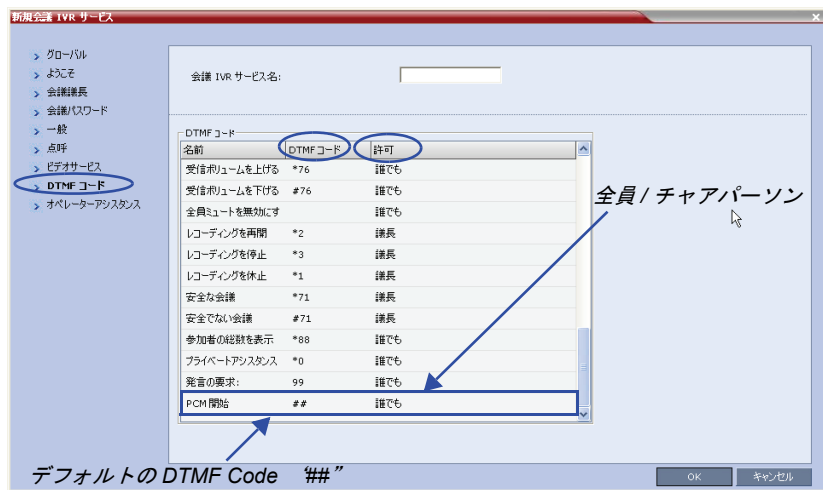 新規会議 IVR サービス
グローバル
ようこそ
会議議長
会議パスワード
一般
点呼
ビデオサービス
DTMF コード
オペレーターアシスタンス
会議 IVR サービス名:
DTMF コード
名前 DTMF コード 許可
受信ボリュームを上げる *76 誰でも
受信ボリュームを下げる #76 誰でも
全員ミュートを無効にす 誰でも
レコーディングを再開 *2 議長
レコーディングを停止 *3 議長
レコーディングを休止 *1 議長
安全な会議 *71 議長
安全でない会議 #71 議長
参加者の総数を表示 *88 誰でも
プライベートアシスタンス *0 誰でも
発言の要求: 99 誰でも
PCM 開始 ## 誰でも
全員 / チャアパーソン
デフォルトの DTMF Code “##”
OK キャンセル